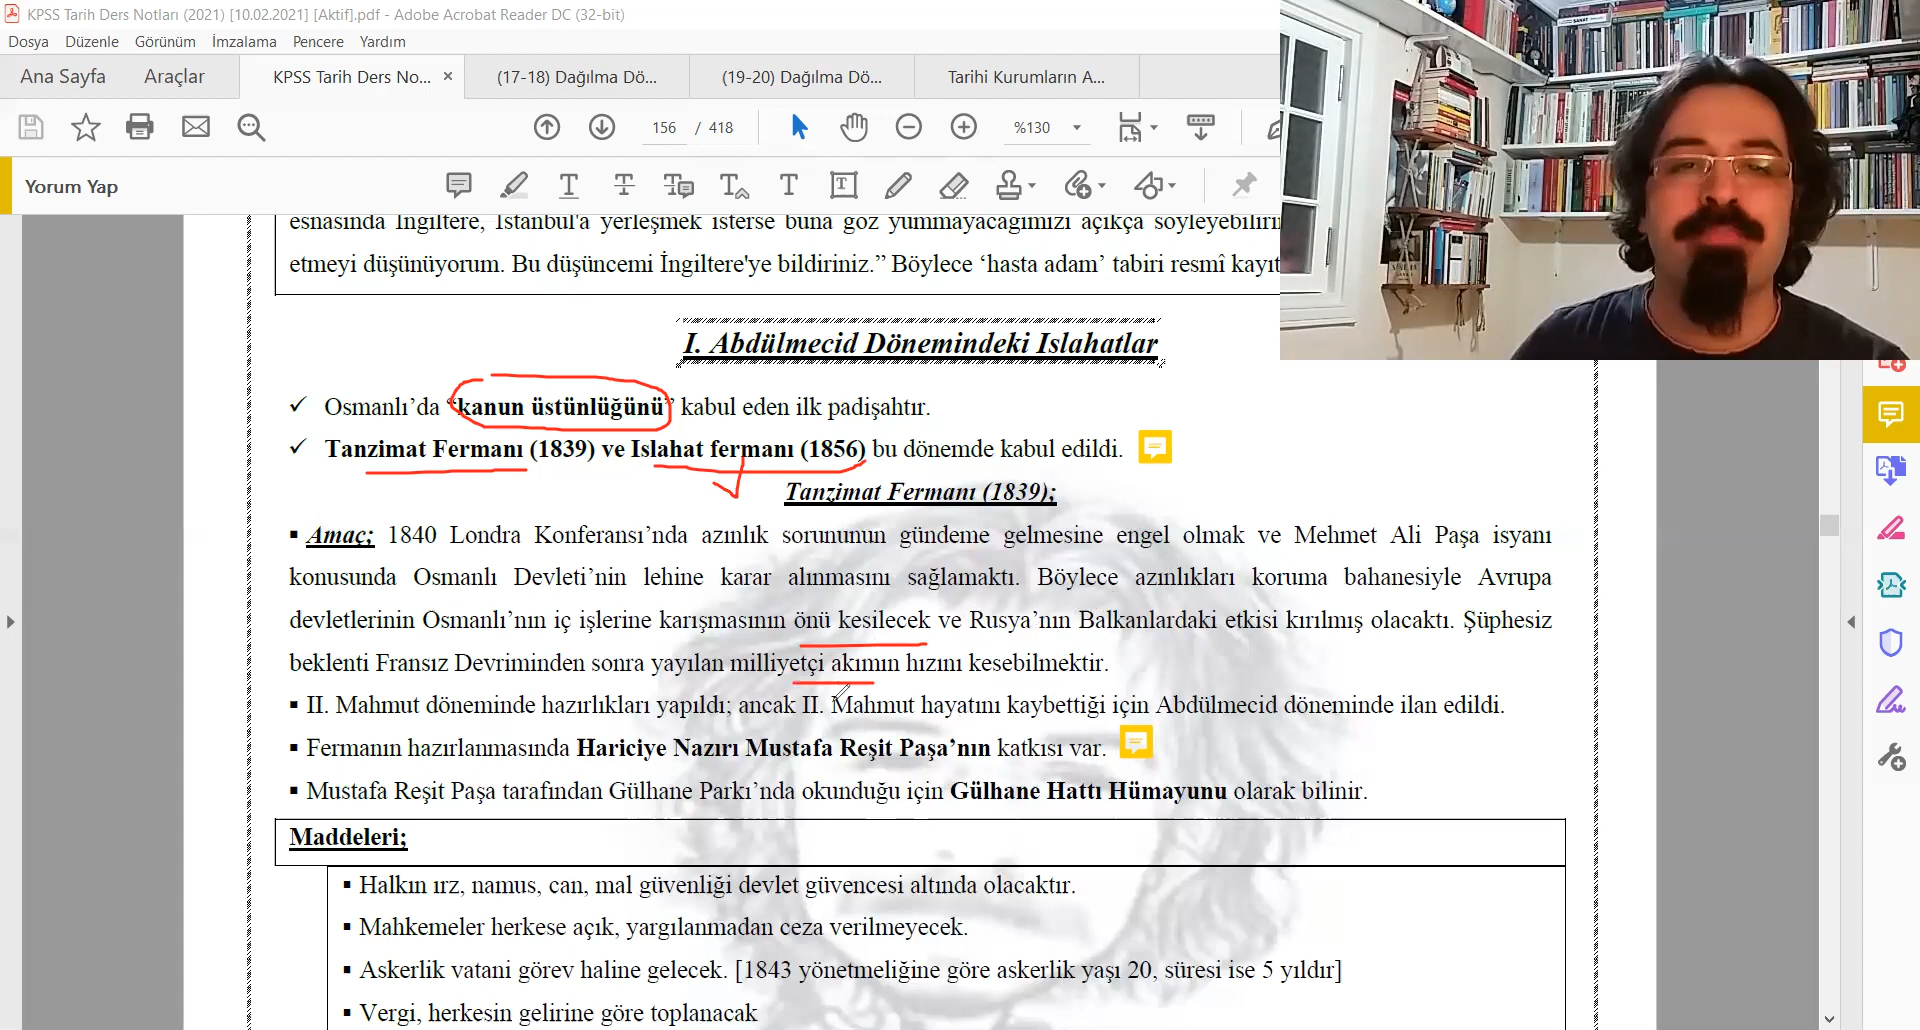 KPSS Tarih Ders Notları (2021) [10.02.2021] [Aktif].pdf - Adobe Acrobat Reader DC (32-bit)
Dosya Düzenle Görünüm İmzalama Pencere Yardım
Ana Sayfa Araçlar KPSS Tarih Ders No... × (17-18) Dağılma Dö... (19-20) Dağılma Dö... Tarihi Kurumların A...
156 / 418 %130
Yorum Yap
esnasında İngiltere, İstanbul'a yerleşmek isterse buna göz yummayacağımızı açıkça söyleyebiliri
etmeyi düşünüyorum. Bu düşüncemi İngiltere'ye bildiriniz.” Böylece ‘hasta adam’ tabiri resmî kayıt
I. Abdülmecid Dönemindeki Islahatlar
✓ Osmanlı’da “kanun üstünlüğünü” kabul eden ilk padişahtır.
✓ Tanzimat Fermanı (1839) ve Islahat fermanı (1856) bu dönemde kabul edildi.
Tanzimat Fermanı (1839);
▪ Amaç; 1840 Londra Konferansı’nda azınlık sorununun gündeme gelmesine engel olmak ve Mehmet Ali Paşa isyanı
konusunda Osmanlı Devleti’nin lehine karar alınmasını sağlamaktı. Böylece azınlıkları koruma bahanesiyle Avrupa
devletlerinin Osmanlı’nın iç işlerine karışmasının önü kesilecek ve Rusya’nın Balkanlardaki etkisi kırılmış olacaktı. Şüphesiz
beklenti Fransız Devriminden sonra yayılan milliyetçi akımın hızını kesebilmektir.
▪ II. Mahmut döneminde hazırlıkları yapıldı; ancak II. Mahmut hayatını kaybettiği için Abdülmecid döneminde ilan edildi.
▪ Fermanın hazırlanmasında Hariciye Nazırı Mustafa Reşit Paşa’nın katkısı var.
▪ Mustafa Reşit Paşa tarafından Gülhane Parkı’nda okunduğu için Gülhane Hattı Hümayunu olarak bilinir.
Maddeleri;
▪ Halkın ırz, namus, can, mal güvenliği devlet güvencesi altında olacaktır.
▪ Mahkemeler herkese açık, yargılanmadan ceza verilmeyecek.
▪ Askerlik vatani görev haline gelecek. [1843 yönetmeliğine göre askerlik yaşı 20, süresi ise 5 yıldır]
▪ Vergi, herkesin gelirine göre toplanacak